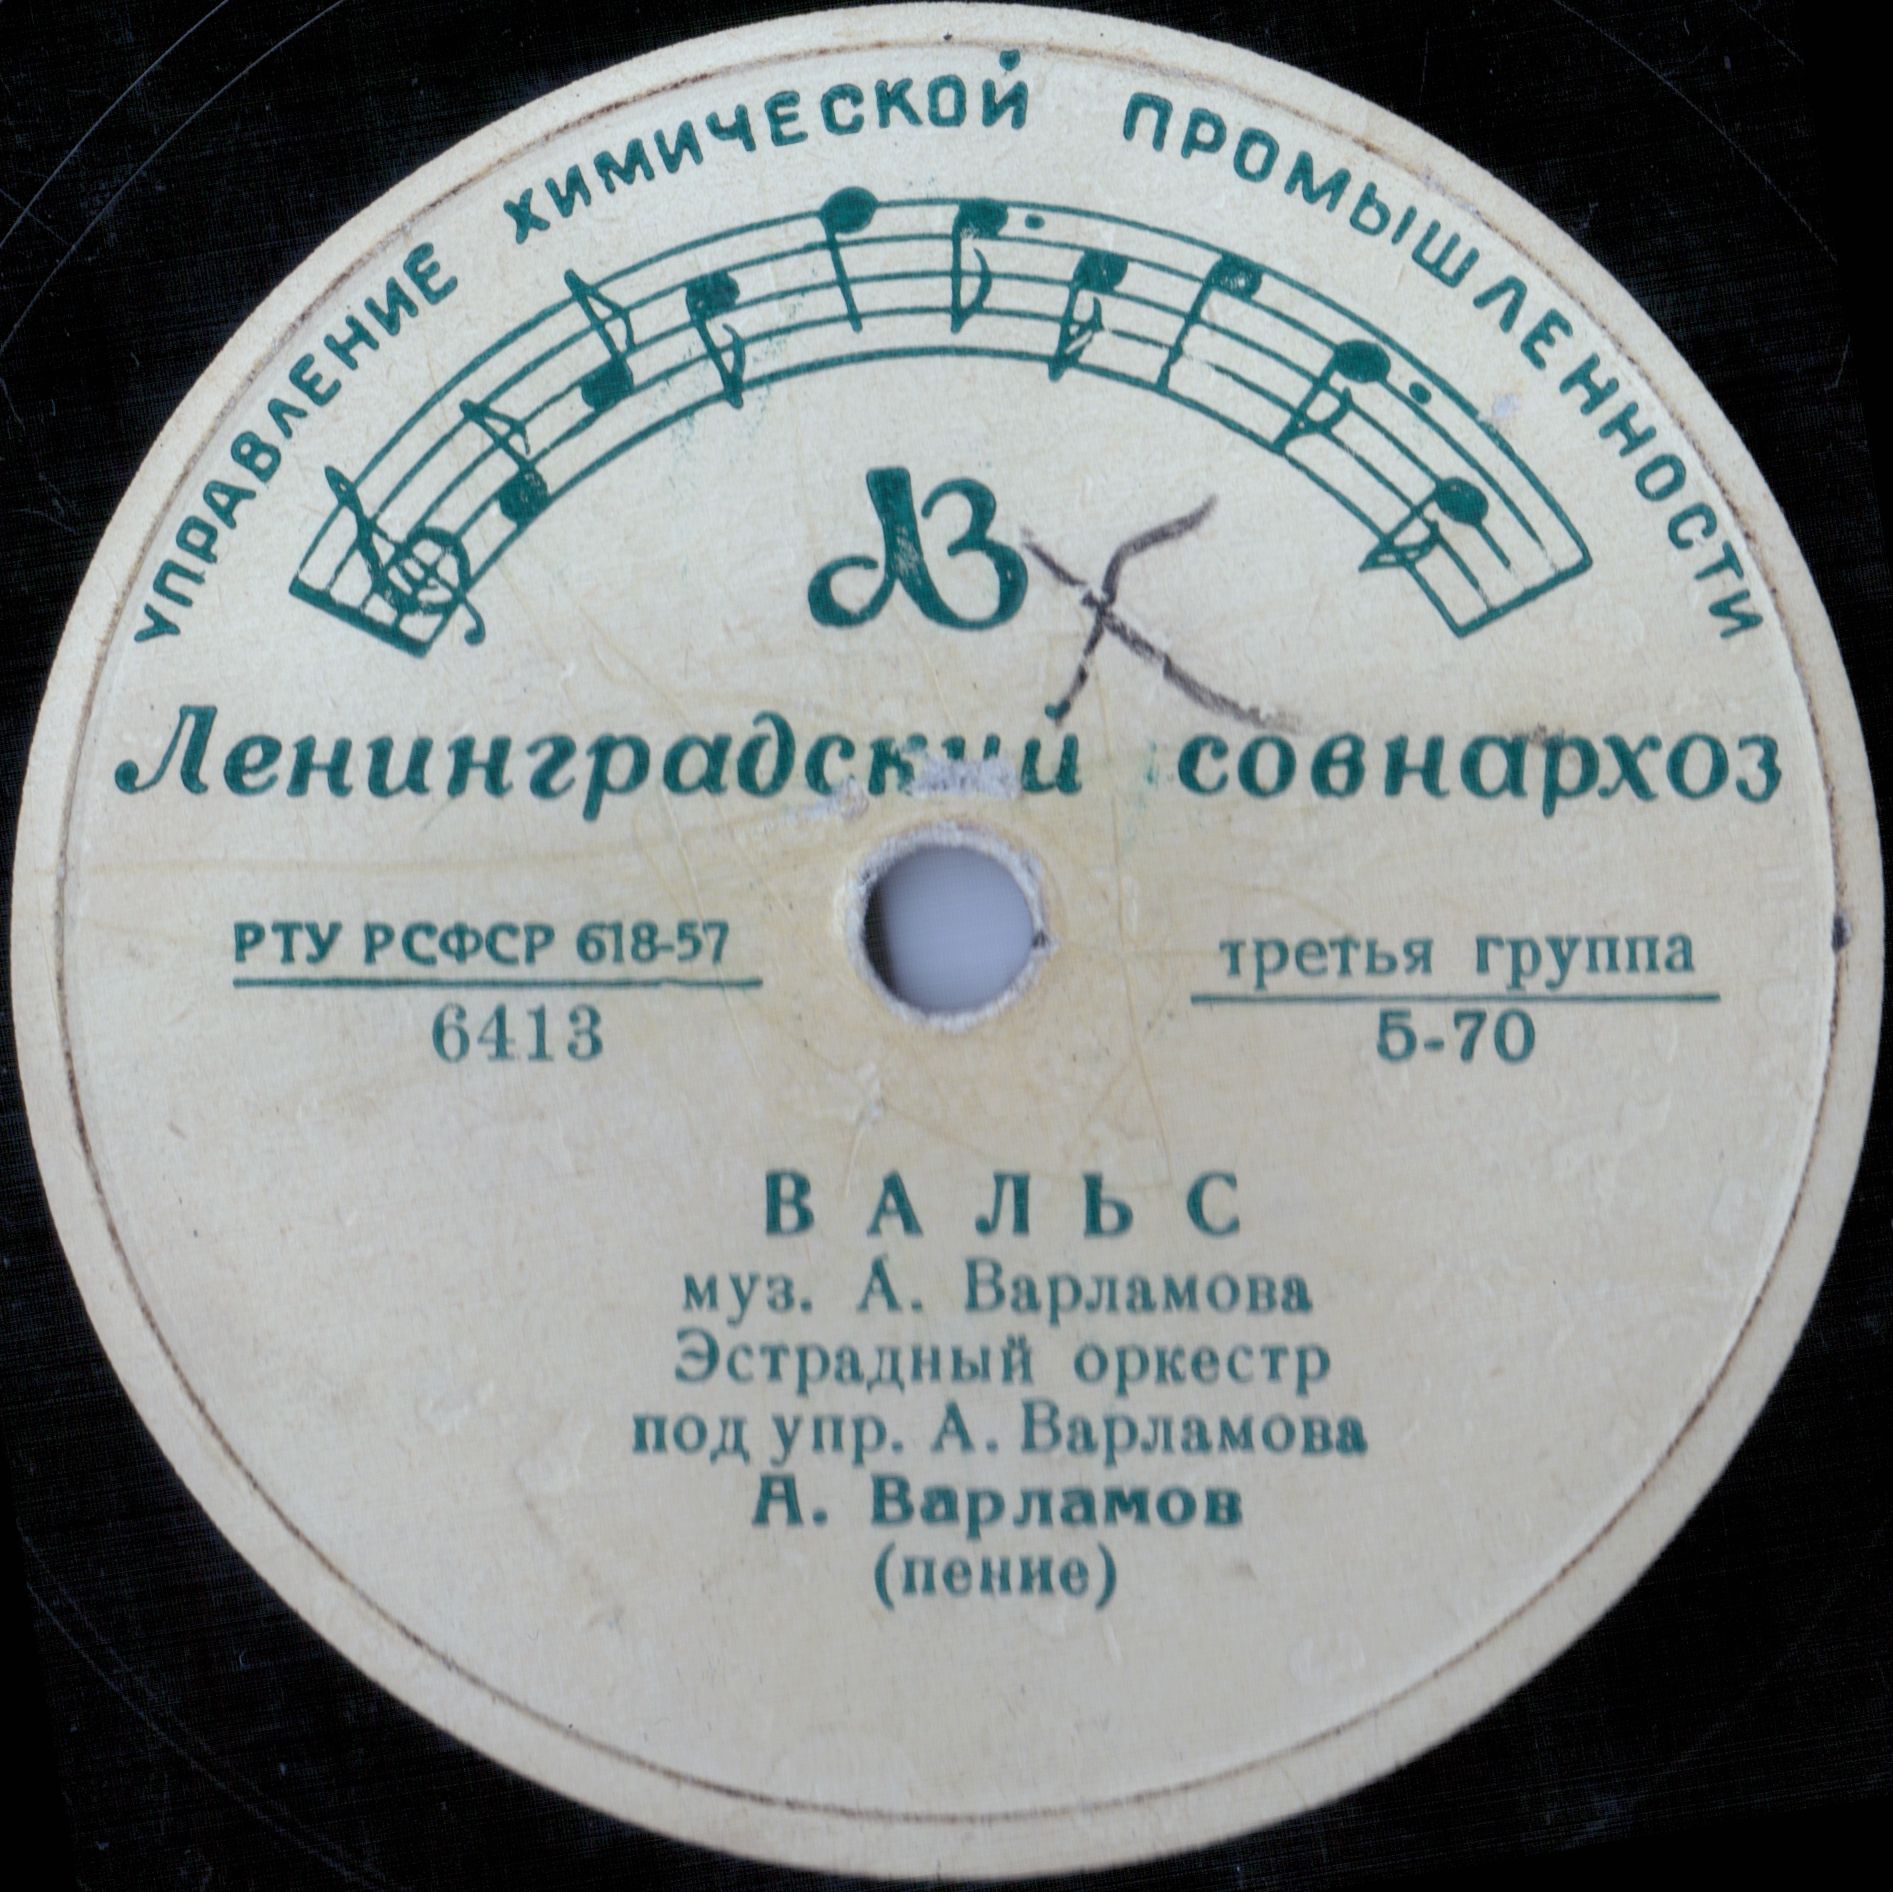 УПРАВЛЕНИЕ ХИМИЧЕСКОЙ ПРОМЫШЛЕННОСТИ
ЛЗ
Ленинградский совнархоз
РТУ РСФСР 618-57
6413
третья группа
5-70
ВАЛЬС
муз. А. Варламова
Эстрадный оркестр
под упр. А. Варламова
А. Варламов
(пение)